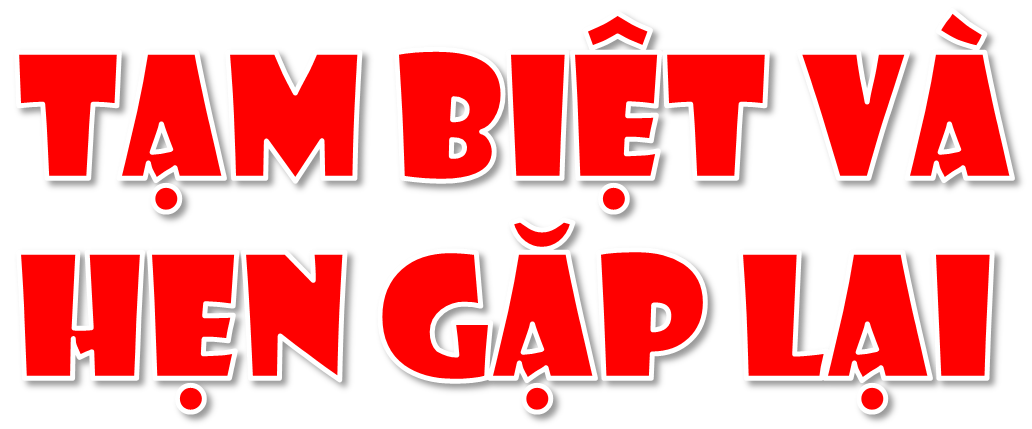 TẠM BIỆT VÀ
HẸN GẶP LẠI